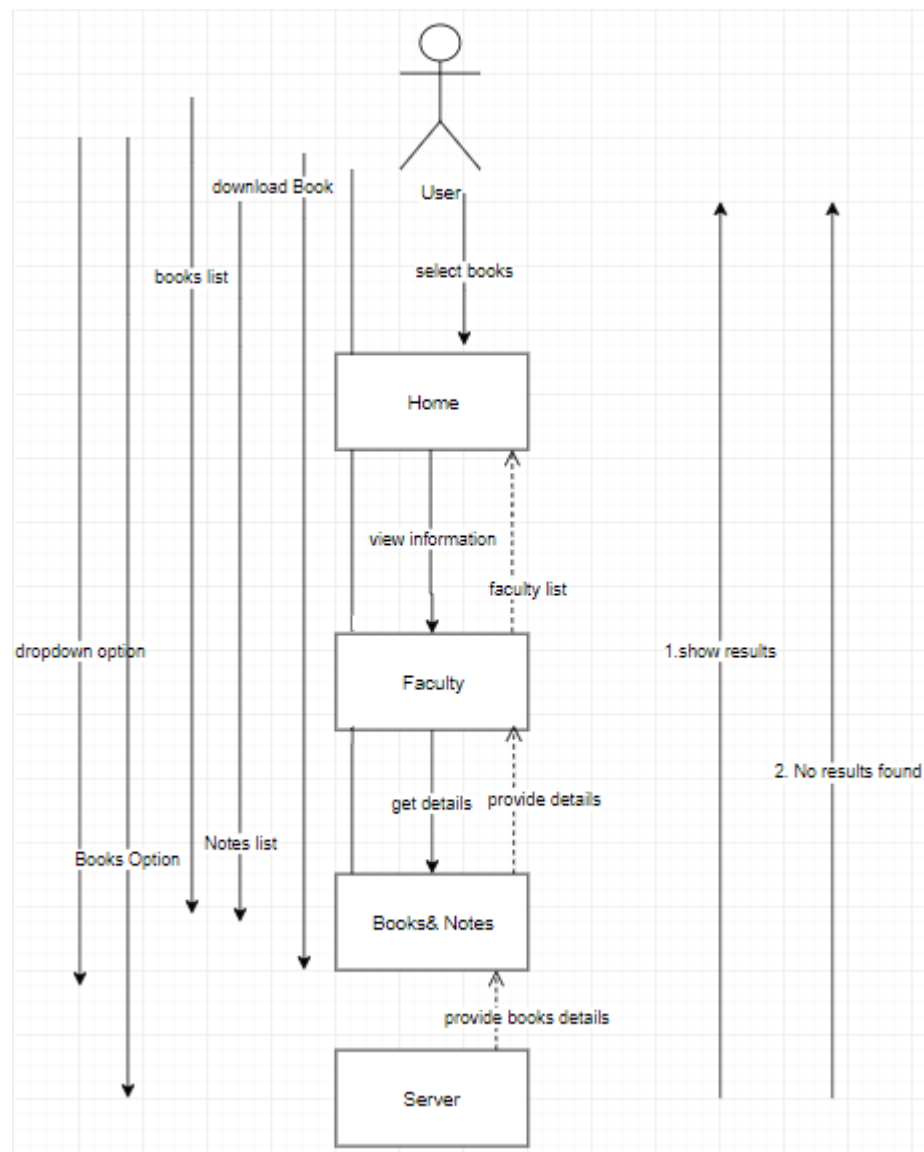 download Book
User
select books
books list
Home
view information
faculty list
dropdown option
1.show results
Faculty
2. No results found
get details
provide details
Notes list
Books Option
Books& Notes
provide books details
Server